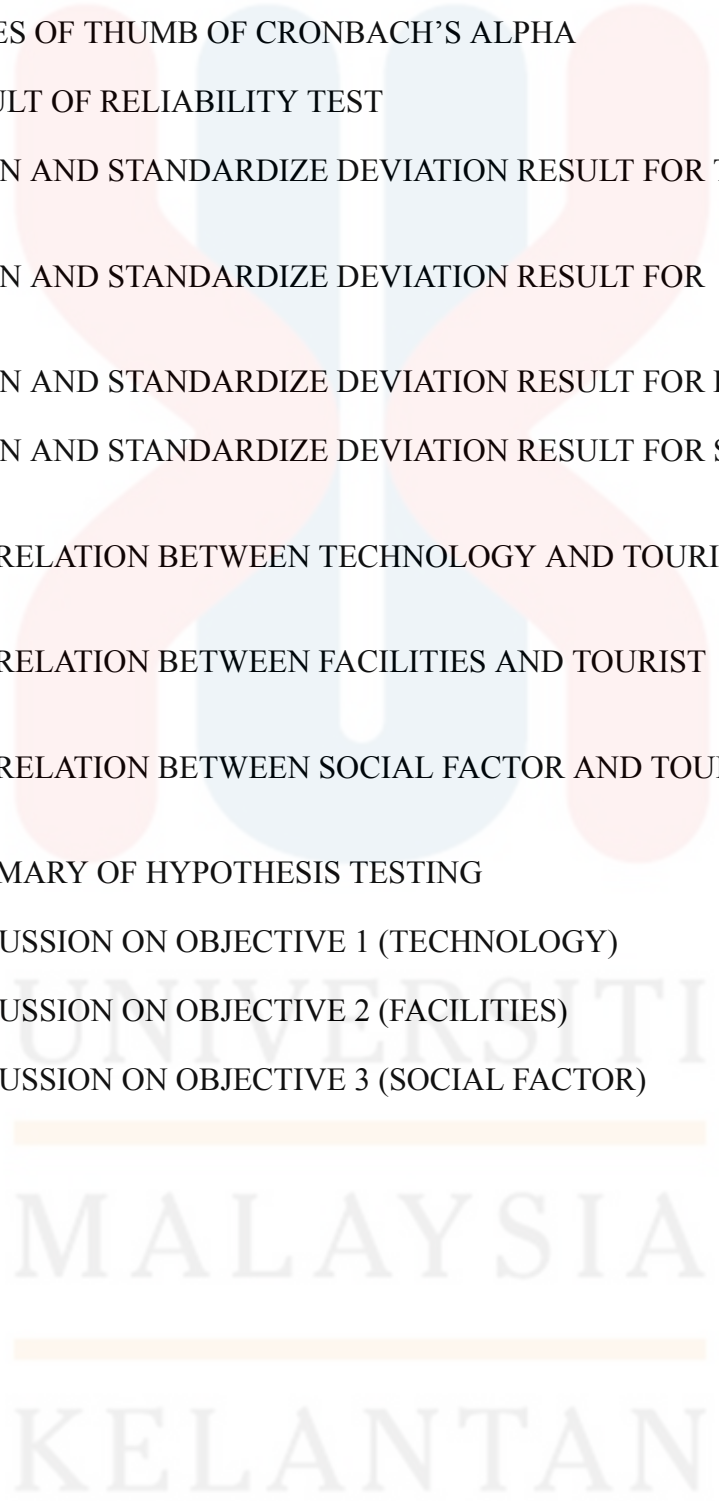 ES OF THUMB OF CRONBACH’S ALPHA
ULT OF RELIABILITY TEST
N AND STANDARDIZE DEVIATION RESULT FOR T
N AND STANDARDIZE DEVIATION RESULT FOR
N AND STANDARDIZE DEVIATION RESULT FOR
N AND STANDARDIZE DEVIATION RESULT FOR S
RELATION BETWEEN TECHNOLOGY AND TOURI
RELATION BETWEEN FACILITIES AND TOURIST
RELATION BETWEEN SOCIAL FACTOR AND TOU
MARY OF HYPOTHESIS TESTING
USSION ON OBJECTIVE 1 (TECHNOLOGY)
USSION ON OBJECTIVE 2 (FACILITIES)
USSION ON OBJECTIVE 3 (SOCIAL FACTOR)
UNIVERSITI
MALAYSIA
KELANTAN